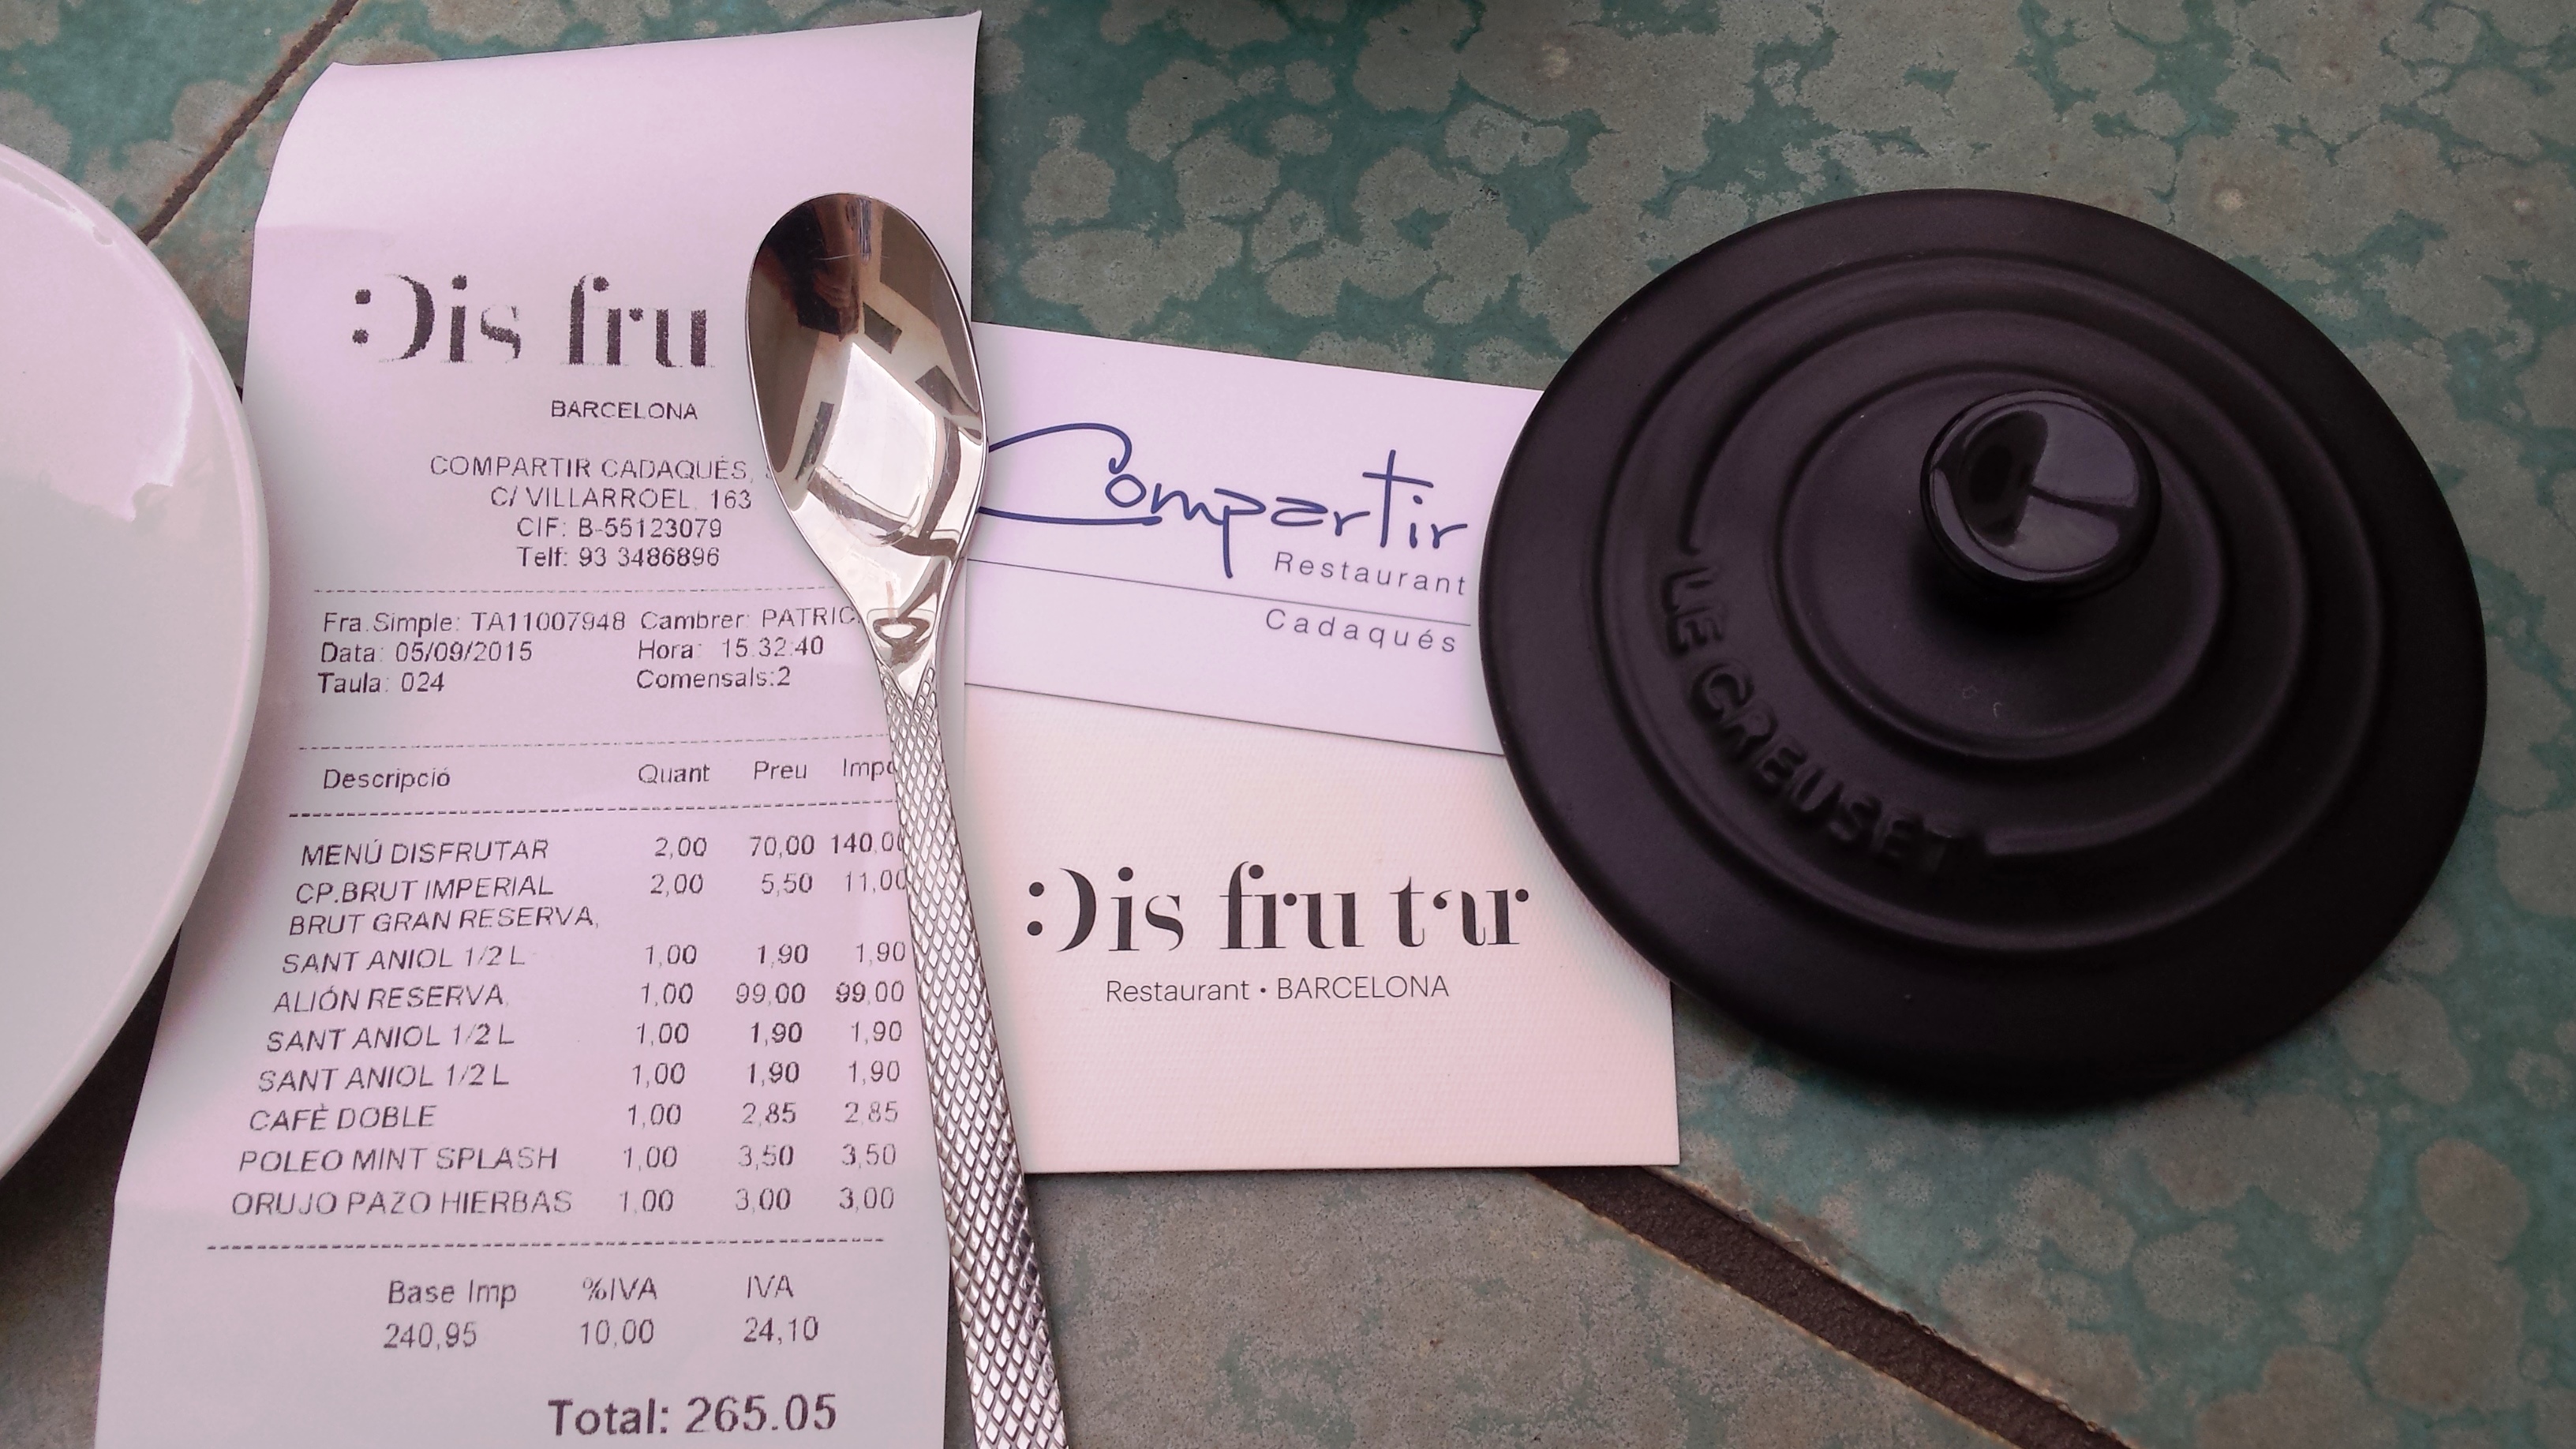 :Dis fru
BARCELONA
COMPARTIR CADAQUÉS,
C/ VILLARROEL, 163
CIF: B-55123079
Telf: 93 3486896
Fra.Simple: TA11007948 Cambrer: PATRIC
Data: 05/09/2015 Hora: 15:32:40
Taula: 024 Comensals:2
Descripció Quant Preu Impo
MENÚ DISFRUTAR 2,00 70,00 140,00
CP.BRUT IMPERIAL 2,00 5,50 11,00
BRUT GRAN RESERVA,
SANT ANIOL 1/2 L 1,00 1,90 1,90
ALIÓN RESERVA, 1,00 99,00 99,00
SANT ANIOL 1/2 L 1,00 1,90 1,90
SANT ANIOL 1/2 L 1,00 1,90 1,90
CAFÈ DOBLE 1,00 2,85 2,85
POLEO MINT SPLASH 1,00 3,50 3,50
ORUJO PAZO HIERBAS 1,00 3,00 3,00
Base Imp %IVA IVA
240,95 10,00 24,10
Total: 265.05
Compartir
Restaurant
Cadaqués
:Dis fru tar
Restaurant • BARCELONA
LE CREUSET